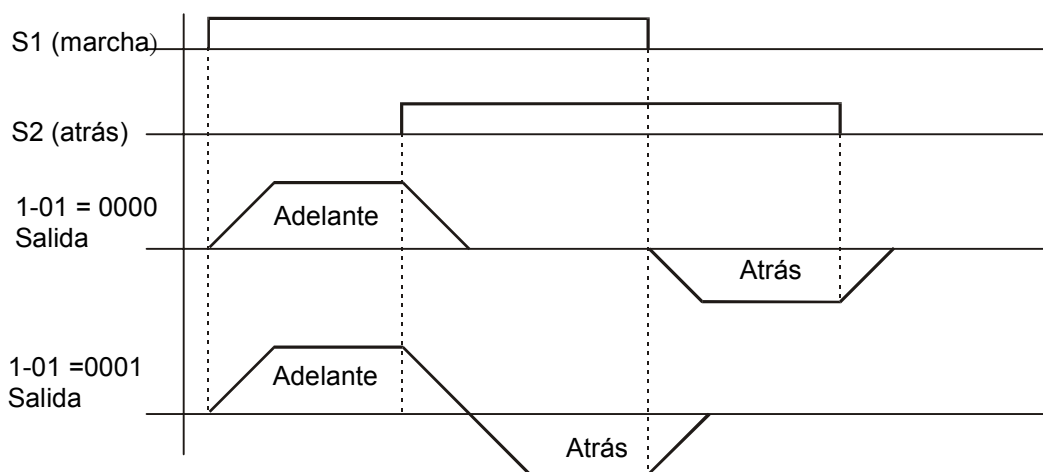 S1 (marcha)
S2 (atrás)
1-01 = 0000
Salida
Adelante
Atrás
1-01 =0001
Salida
Adelante
Atrás